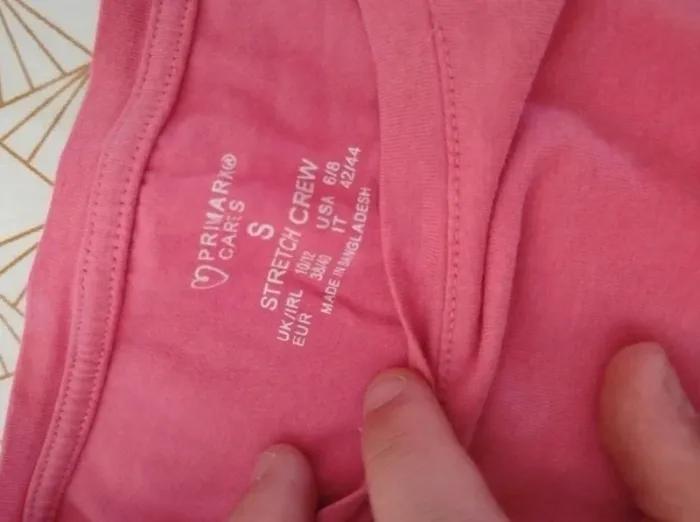 PRIMARK®
CARES
S
STRETCH CREW
UK/IRL 10/12 USA 6/8
EUR 38/40 IT 42/44
MADE IN BANGLADESH